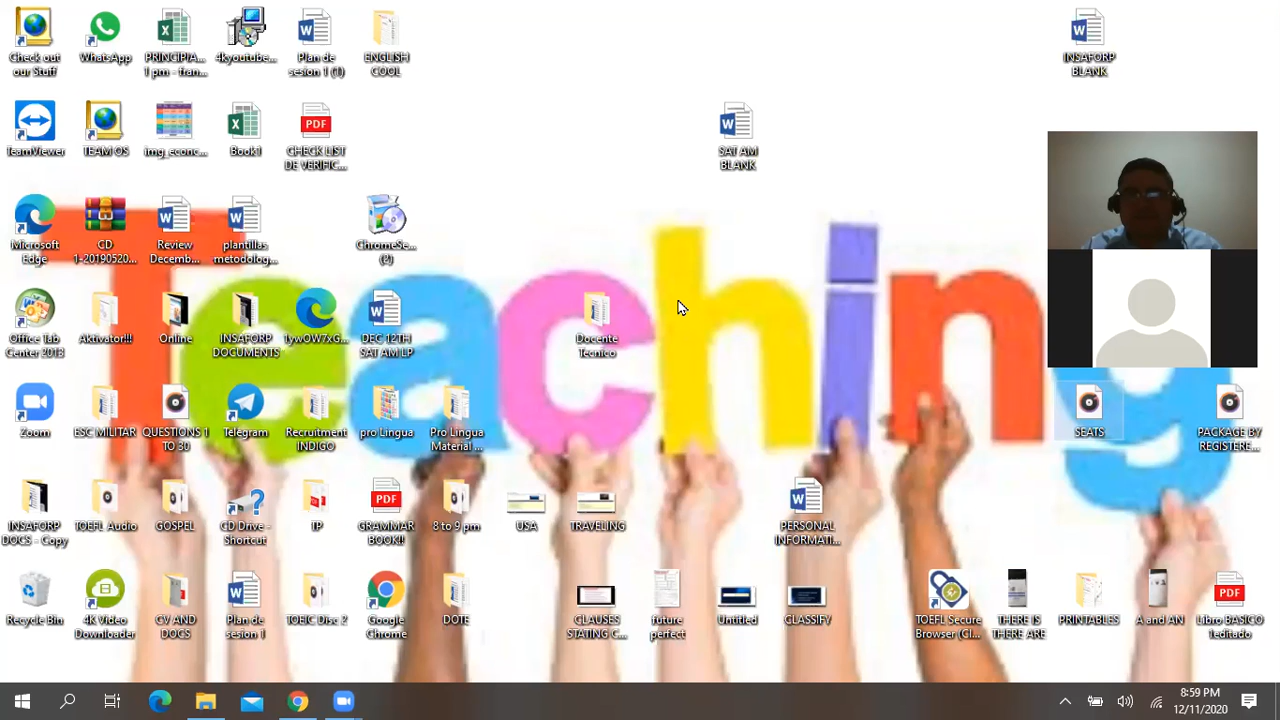 Check out
our Stuff
WhatsApp
PRINCIPIA...
1 pm - fran...
4kyoutube...
Plan de
sesion 1 (1)
ENGLISH
COOL
INSAFORP
BLANK
TeamViewer
TEAM OS
img_econc...
Book1
PDF
CHECK LIST
DE VERIFIC...
SAT AM
BLANK
Microsoft
Edge
CD
1-20190520...
Review
Decemb...
plantillas
metodolog...
ChromeSe...
(2)
Office Tab
Center 2013
Aktivator!!!
Online
INSAFORP
DOCUMENTS
1ywOW7xG...
DEC 12TH
SAT AM LP
Docente
Tecnico
Zoom
ESC MILITAR
QUESTIONS 1
TO 30
Telegram
Recruitment
INDIGO
pro Lingua
Pro Lingua
Material ...
SEATS
PACKAGE BY
REGISTERE...
INSAFORP
DOCS - Copy
TOEFL Audio
GOSPEL
CD Drive -
Shortcut
TP
PDF
GRAMMAR
BOOK!!
8 to 9 pm
USA
TRAVELING
PERSONAL
INFORMATI...
Recycle Bin
4K Video
Downloader
CV AND
DOCS
Plan de
sesion 1
TOEIC Disc 2
Google
Chrome
DOTE
CLAUSES
STATING C...
future
perfect
Untitled
CLASSIFY
TOEFL Secure
Browser (Cl...
THERE IS
THERE ARE
PRINTABLES
A and AN
PDF
Libro BASICO
1editado
Teaching
8:59 PM
12/11/2020